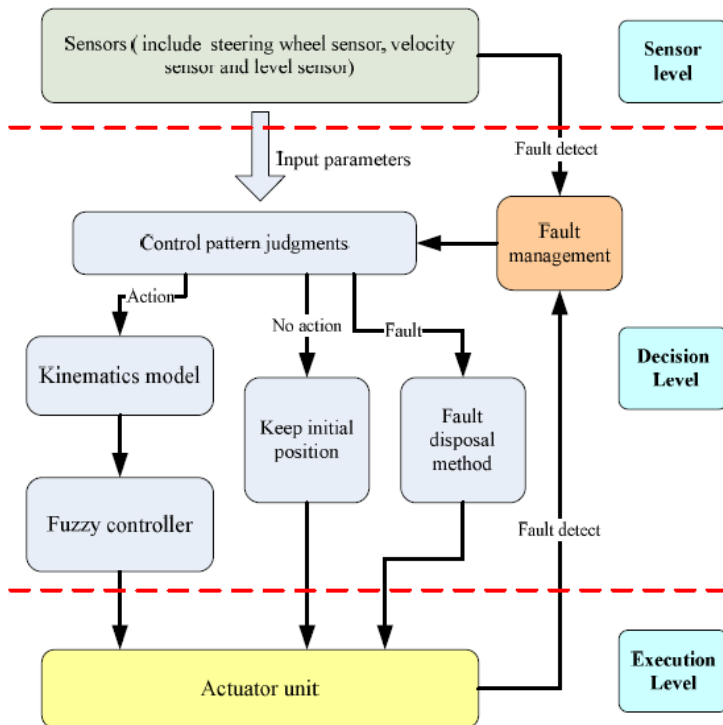 Sensors ( include steering wheel sensor, velocity
sensor and level sensor)
Sensor
level
Fault detect
Input parameters
Control pattern judgments
Fault
management
Action
No action
Fault
Decision
Level
Kinematics model
Keep initial
position
Fault
disposal
method
Fuzzy controller
Fault detect
Actuator unit
Execution
Level